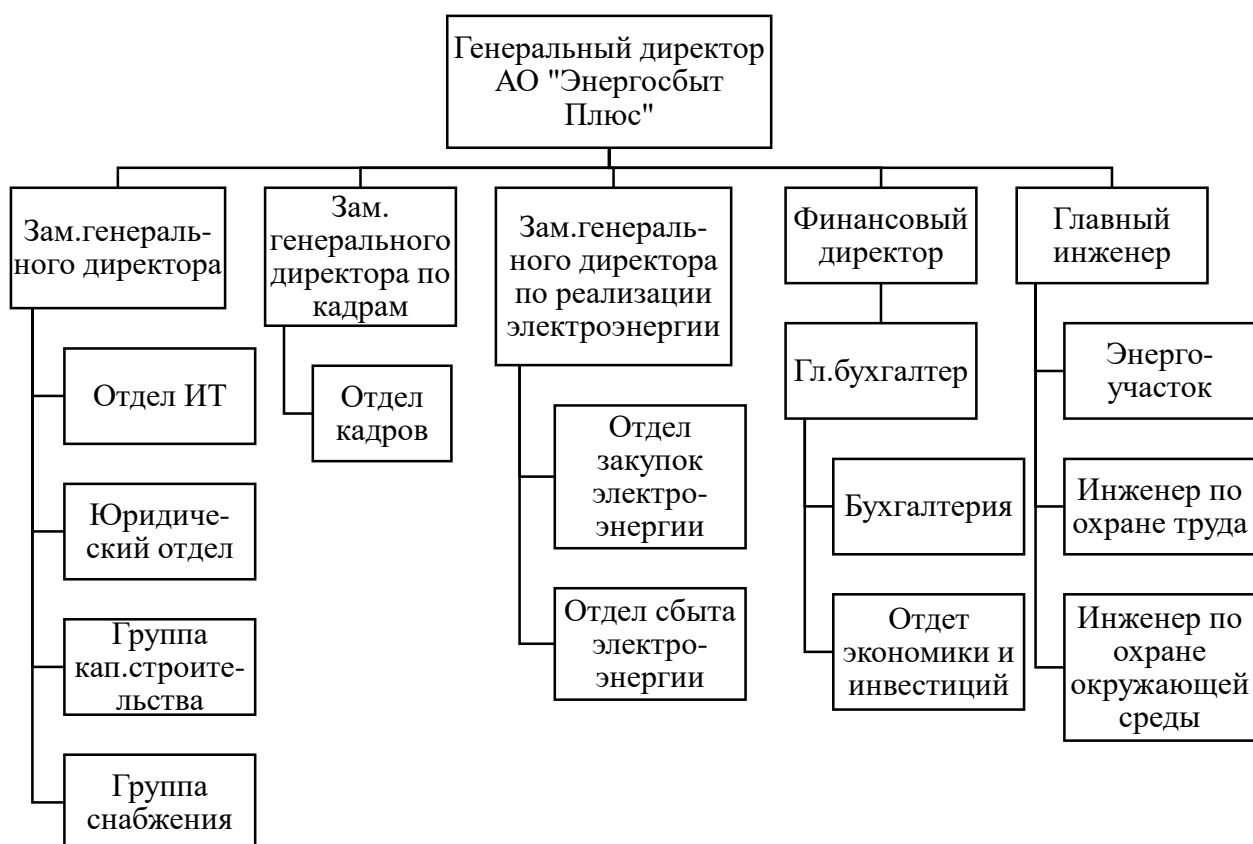 Генеральный директор
АО "Энергосбыт
Плюс"
Зам.генераль-
ного директора
Зам.
генерального
директора по
кадрам
Зам.генераль-
ного директора
по реализации
электроэнергии
Финансовый
директор
Главный
инженер
Отдел ИТ
Юридиче-
ский отдел
Группа
кап.строите-
льства
Группа
снабжения
Отдел
кадров
Отдел
закупок
электро-
энергии
Отдел сбыта
электро-
энергии
Гл.бухгалтер
Бухгалтерия
Отдет
экономики и
инвестиций
Энерго-
участок
Инженер по
охране труда
Инженер по
охране
окружающей
среды